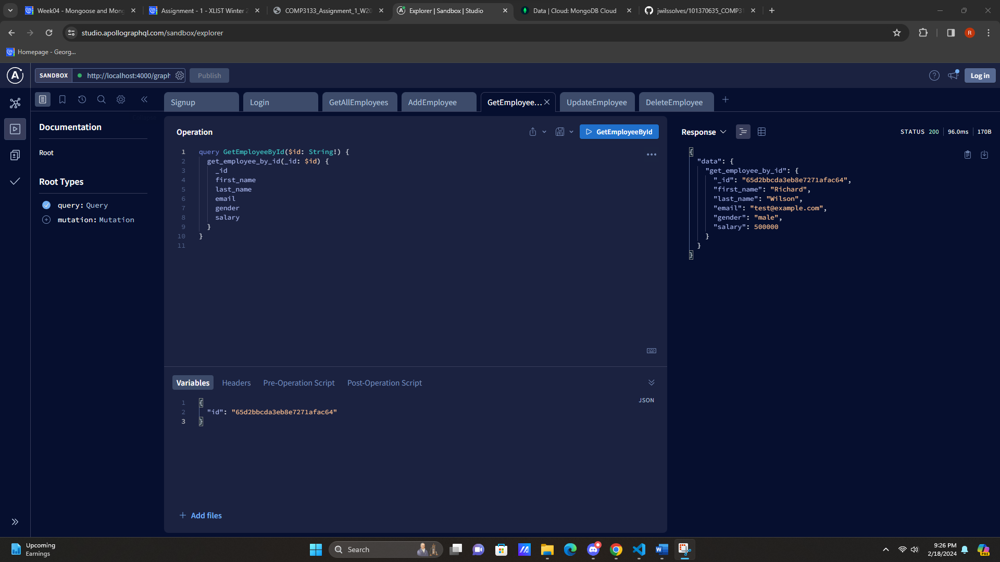 Week04 - Mongoose and Mong
Assignment - 1 - XLIST Winter 2
COMP3133_Assignment_1_W20
Explorer | Sandbox | Studio
Data | Cloud: MongoDB Cloud
jwilssolves/101370635_COMP31
studio.apollographql.com/sandbox/explorer
R
Homepage - Georg...
SANDBOX
http://localhost:4000/graph
Publish
Log in
Signup
Login
GetAllEmployees
AddEmployee
GetEmployee...
UpdateEmployee
DeleteEmployee
Documentation
Root
Root Types
query: Query
mutation: Mutation
Operation
GetEmployeeById
1 query GetEmployeeById($id: String!) {
2 get_employee_by_id(_id: $id) {
3 _id
4 first_name
5 last_name
6 email
7 gender
8 salary
9 }
10 }
11
Variables
Headers
Pre-Operation Script
Post-Operation Script
JSON
1 {
2 "id": "65d2bbcda3eb8e7271afac64"
3 }
Add files
Response
STATUS 200
96.0ms
170B
{
"data": {
"get_employee_by_id": {
"_id": "65d2bbcda3eb8e7271afac64",
"first_name": "Richard",
"last_name": "Wilson",
"email": "test@example.com",
"gender": "male",
"salary": 500000
}
}
}
Upcoming
Earnings
Search
9:26 PM
2/18/2024
PRE